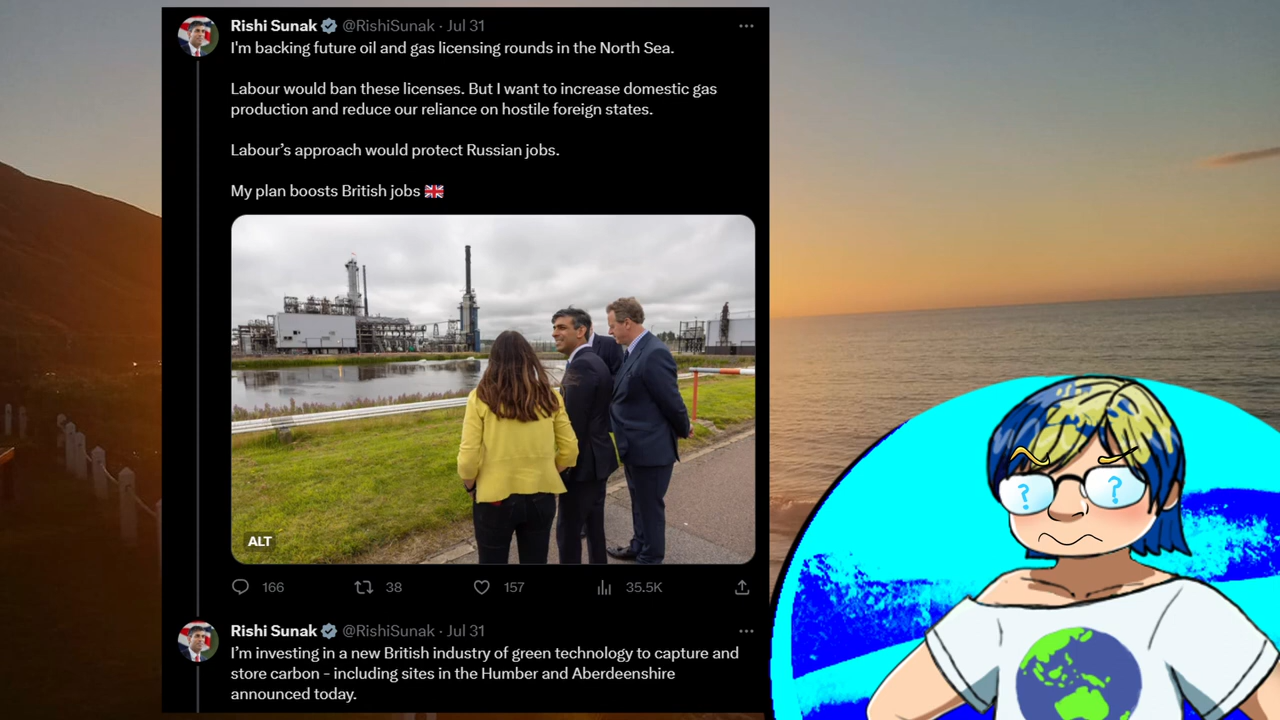 Rishi Sunak @RishiSunak · Jul 31
I'm backing future oil and gas licensing rounds in the North Sea.
Labour would ban these licenses. But I want to increase domestic gas
production and reduce our reliance on hostile foreign states.
Labour’s approach would protect Russian jobs.
My plan boosts British jobs 🇬🇧
ALT
166 38 157 35.5K
Rishi Sunak @RishiSunak · Jul 31
I’m investing in a new British industry of green technology to capture and
store carbon - including sites in the Humber and Aberdeenshire
announced today.
? ?